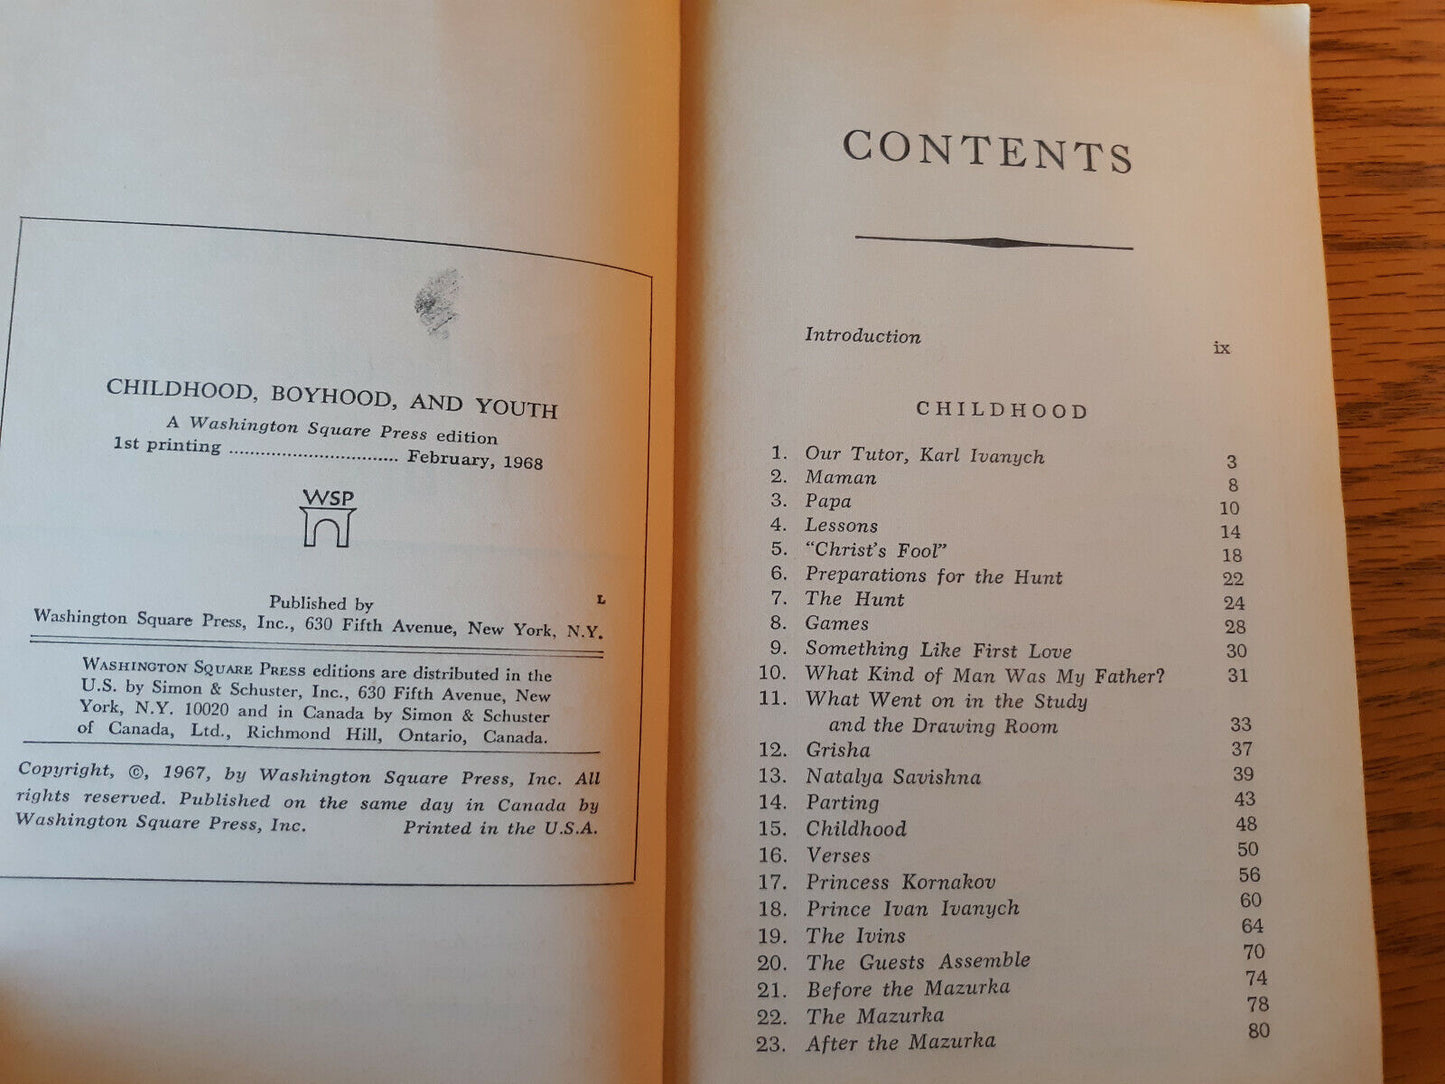 CHILDHOOD, BOYHOOD, AND YOUTH
A Washington Square Press edition
1st printing ................................ February, 1968
WSP
L
Published by
Washington Square Press, Inc., 630 Fifth Avenue, New York, N.Y.
WASHINGTON SQUARE PRESS editions are distributed in the
U.S. by Simon & Schuster, Inc., 630 Fifth Avenue, New
York, N.Y. 10020 and in Canada by Simon & Schuster
of Canada, Ltd., Richmond Hill, Ontario, Canada.
Copyright, ©, 1967, by Washington Square Press, Inc. All
rights reserved. Published on the same day in Canada by
Washington Square Press, Inc. Printed in the U.S.A.
CONTENTS
Introduction ix
CHILDHOOD
1. Our Tutor, Karl Ivanych 3
2. Maman 8
3. Papa 10
4. Lessons 14
5. "Christ's Fool" 18
6. Preparations for the Hunt 22
7. The Hunt 24
8. Games 28
9. Something Like First Love 30
10. What Kind of Man Was My Father? 31
11. What Went on in the Study
and the Drawing Room 33
12. Grisha 37
13. Natalya Savishna 39
14. Parting 43
15. Childhood 48
16. Verses 50
17. Princess Kornakov 56
18. Prince Ivan Ivanych 60
19. The Ivins 64
20. The Guests Assemble 70
21. Before the Mazurka 74
22. The Mazurka 78
23. After the Mazurka 80